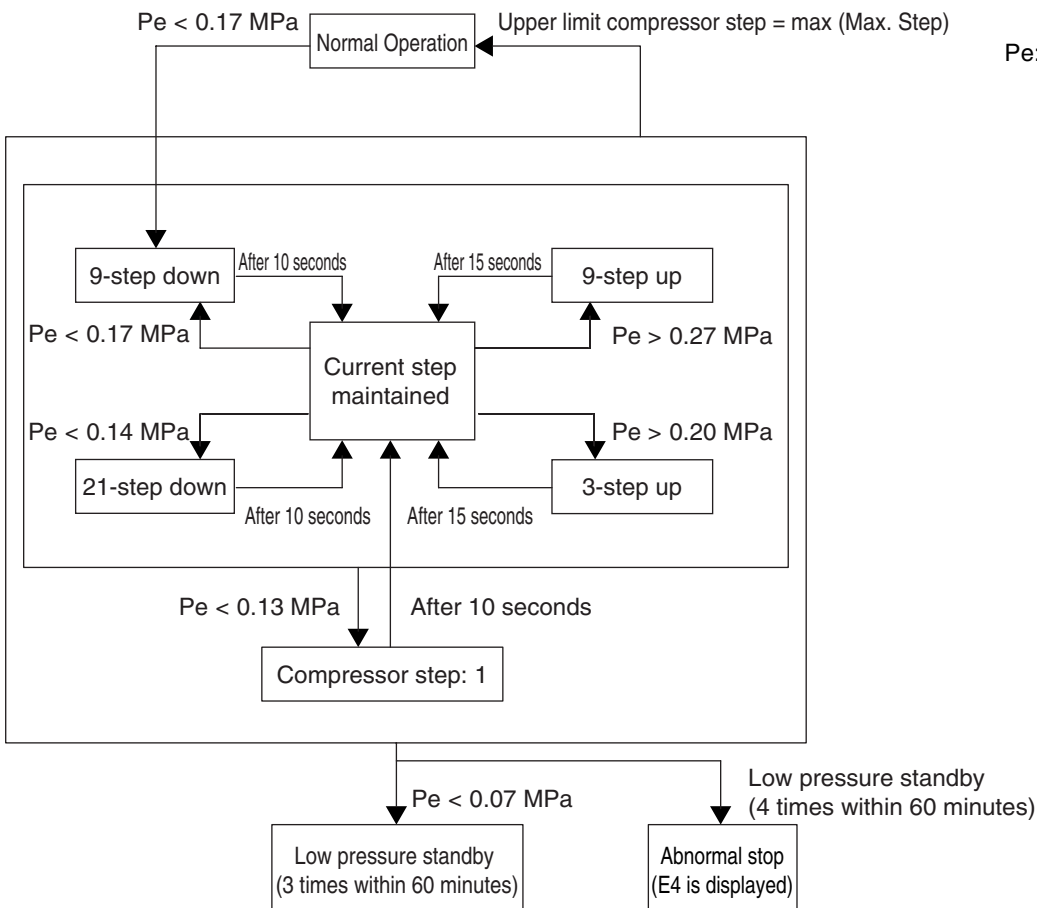 Pe < 0.17 MPa
Upper limit compressor step = max (Max. Step)
Normal Operation
Pe:
9-step down
After 10 seconds
After 15 seconds
9-step up
Pe < 0.17 MPa
Pe > 0.27 MPa
Current step
maintained
Pe < 0.14 MPa
Pe > 0.20 MPa
21-step down
3-step up
After 10 seconds
After 15 seconds
Pe < 0.13 MPa
After 10 seconds
Compressor step: 1
Pe < 0.07 MPa
Low pressure standby
(4 times within 60 minutes)
Low pressure standby
(3 times within 60 minutes)
Abnormal stop
(E4 is displayed)